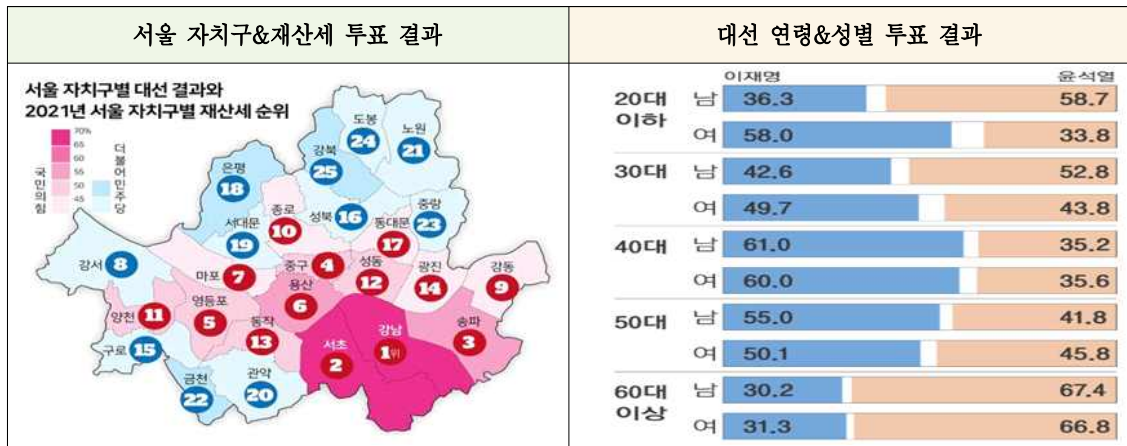 서울 자치구&재산세 투표 결과
대선 연령&성별 투표 결과
서울 자치구별 대선 결과와
2021년 서울 자치구별 재산세 순위
70%
65
60
55
50
45
국민의힘
더불어민주당
도봉 24
노원 21
강북 25
은평 18
종로 10
성북 16
중랑 23
서대문 19
동대문 17
강서 8
마포 7
중구 4
성동 12
광진 14
강동 9
양천 11
영등포 5
용산 6
구로 15
동작 13
서초 2
강남 1위
송파 3
금천 22
관악 20
이재명 윤석열
20대 이하 남 36.3 58.7
여 58.0 33.8
30대 남 42.6 52.8
여 49.7 43.8
40대 남 61.0 35.2
여 60.0 35.6
50대 남 55.0 41.8
여 50.1 45.8
60대 이상 남 30.2 67.4
여 31.3 66.8